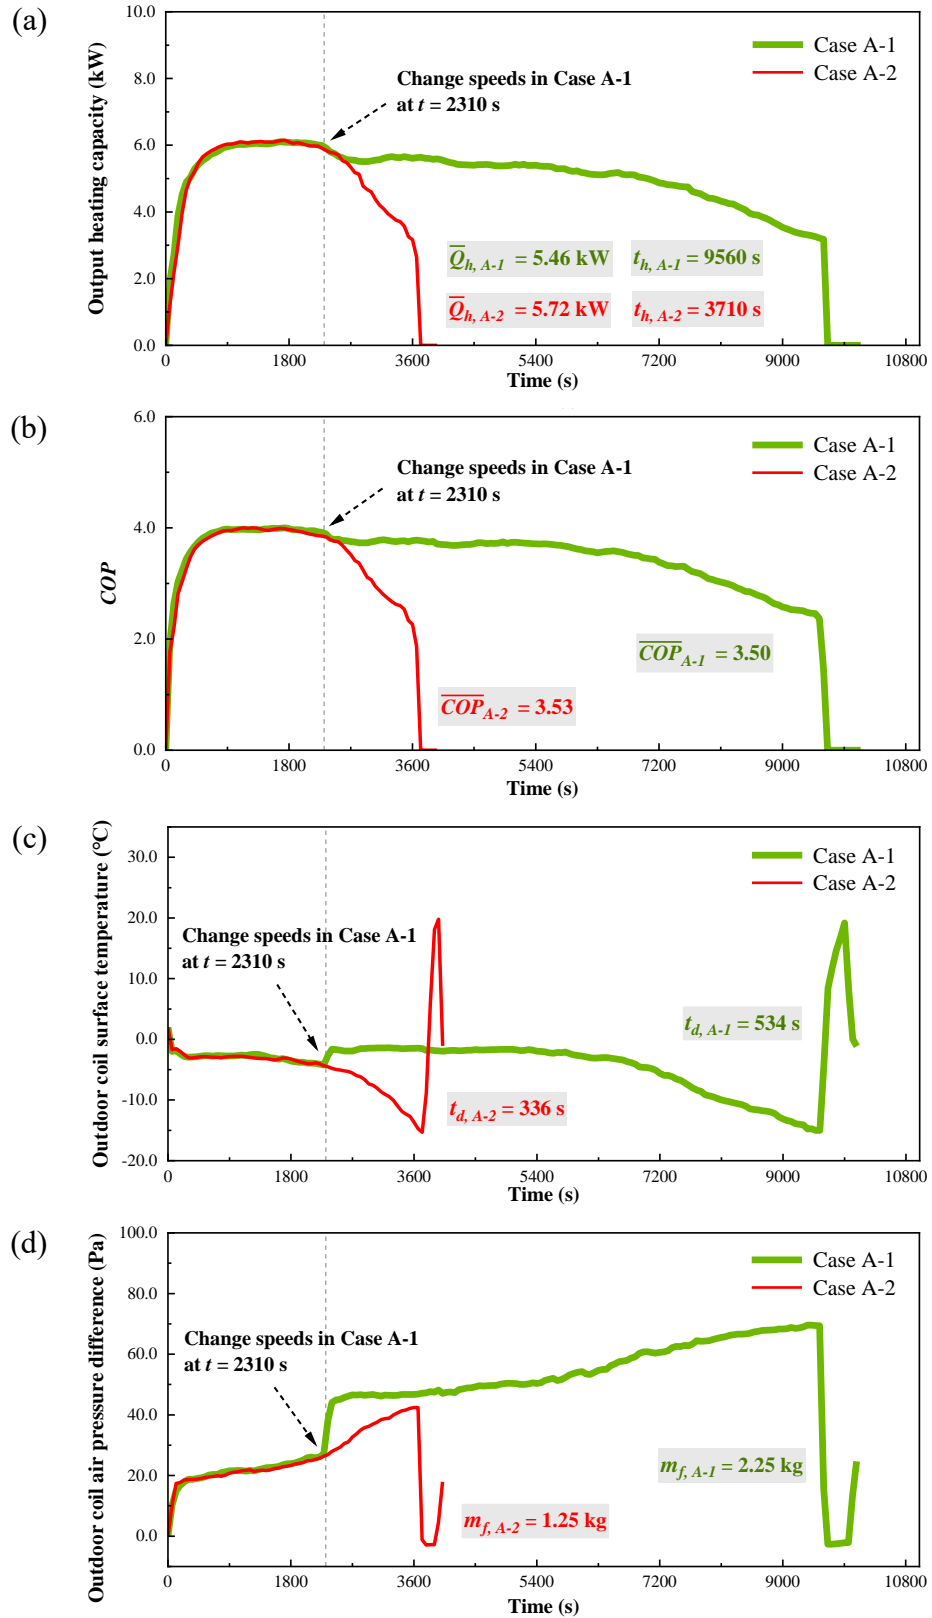 (a)
Output heating capacity (kW)
10.0
8.0
6.0
4.0
2.0
0.0
Case A-1
Case A-2
Change speeds in Case A-1
at t = 2310 s
Q̅h, A-1 = 5.46 kW
th, A-1 = 9560 s
Q̅h, A-2 = 5.72 kW
th, A-2 = 3710 s
0 1800 3600 5400 7200 9000 10800
Time (s)
(b)
COP
6.0
4.0
2.0
0.0
Case A-1
Case A-2
Change speeds in Case A-1
at t = 2310 s
C̅O̅P̅A-1 = 3.50
C̅O̅P̅A-2 = 3.53
0 1800 3600 5400 7200 9000 10800
Time (s)
(c)
Outdoor coil surface temperature (°C)
30.0
20.0
10.0
0.0
-10.0
-20.0
Case A-1
Case A-2
Change speeds in Case A-1
at t = 2310 s
td, A-1 = 534 s
td, A-2 = 336 s
0 1800 3600 5400 7200 9000 10800
Time (s)
(d)
Outdoor coil air pressure difference (Pa)
100.0
80.0
60.0
40.0
20.0
0.0
Case A-1
Case A-2
Change speeds in Case A-1
at t = 2310 s
mf, A-1 = 2.25 kg
mf, A-2 = 1.25 kg
0 1800 3600 5400 7200 9000 10800
Time (s)